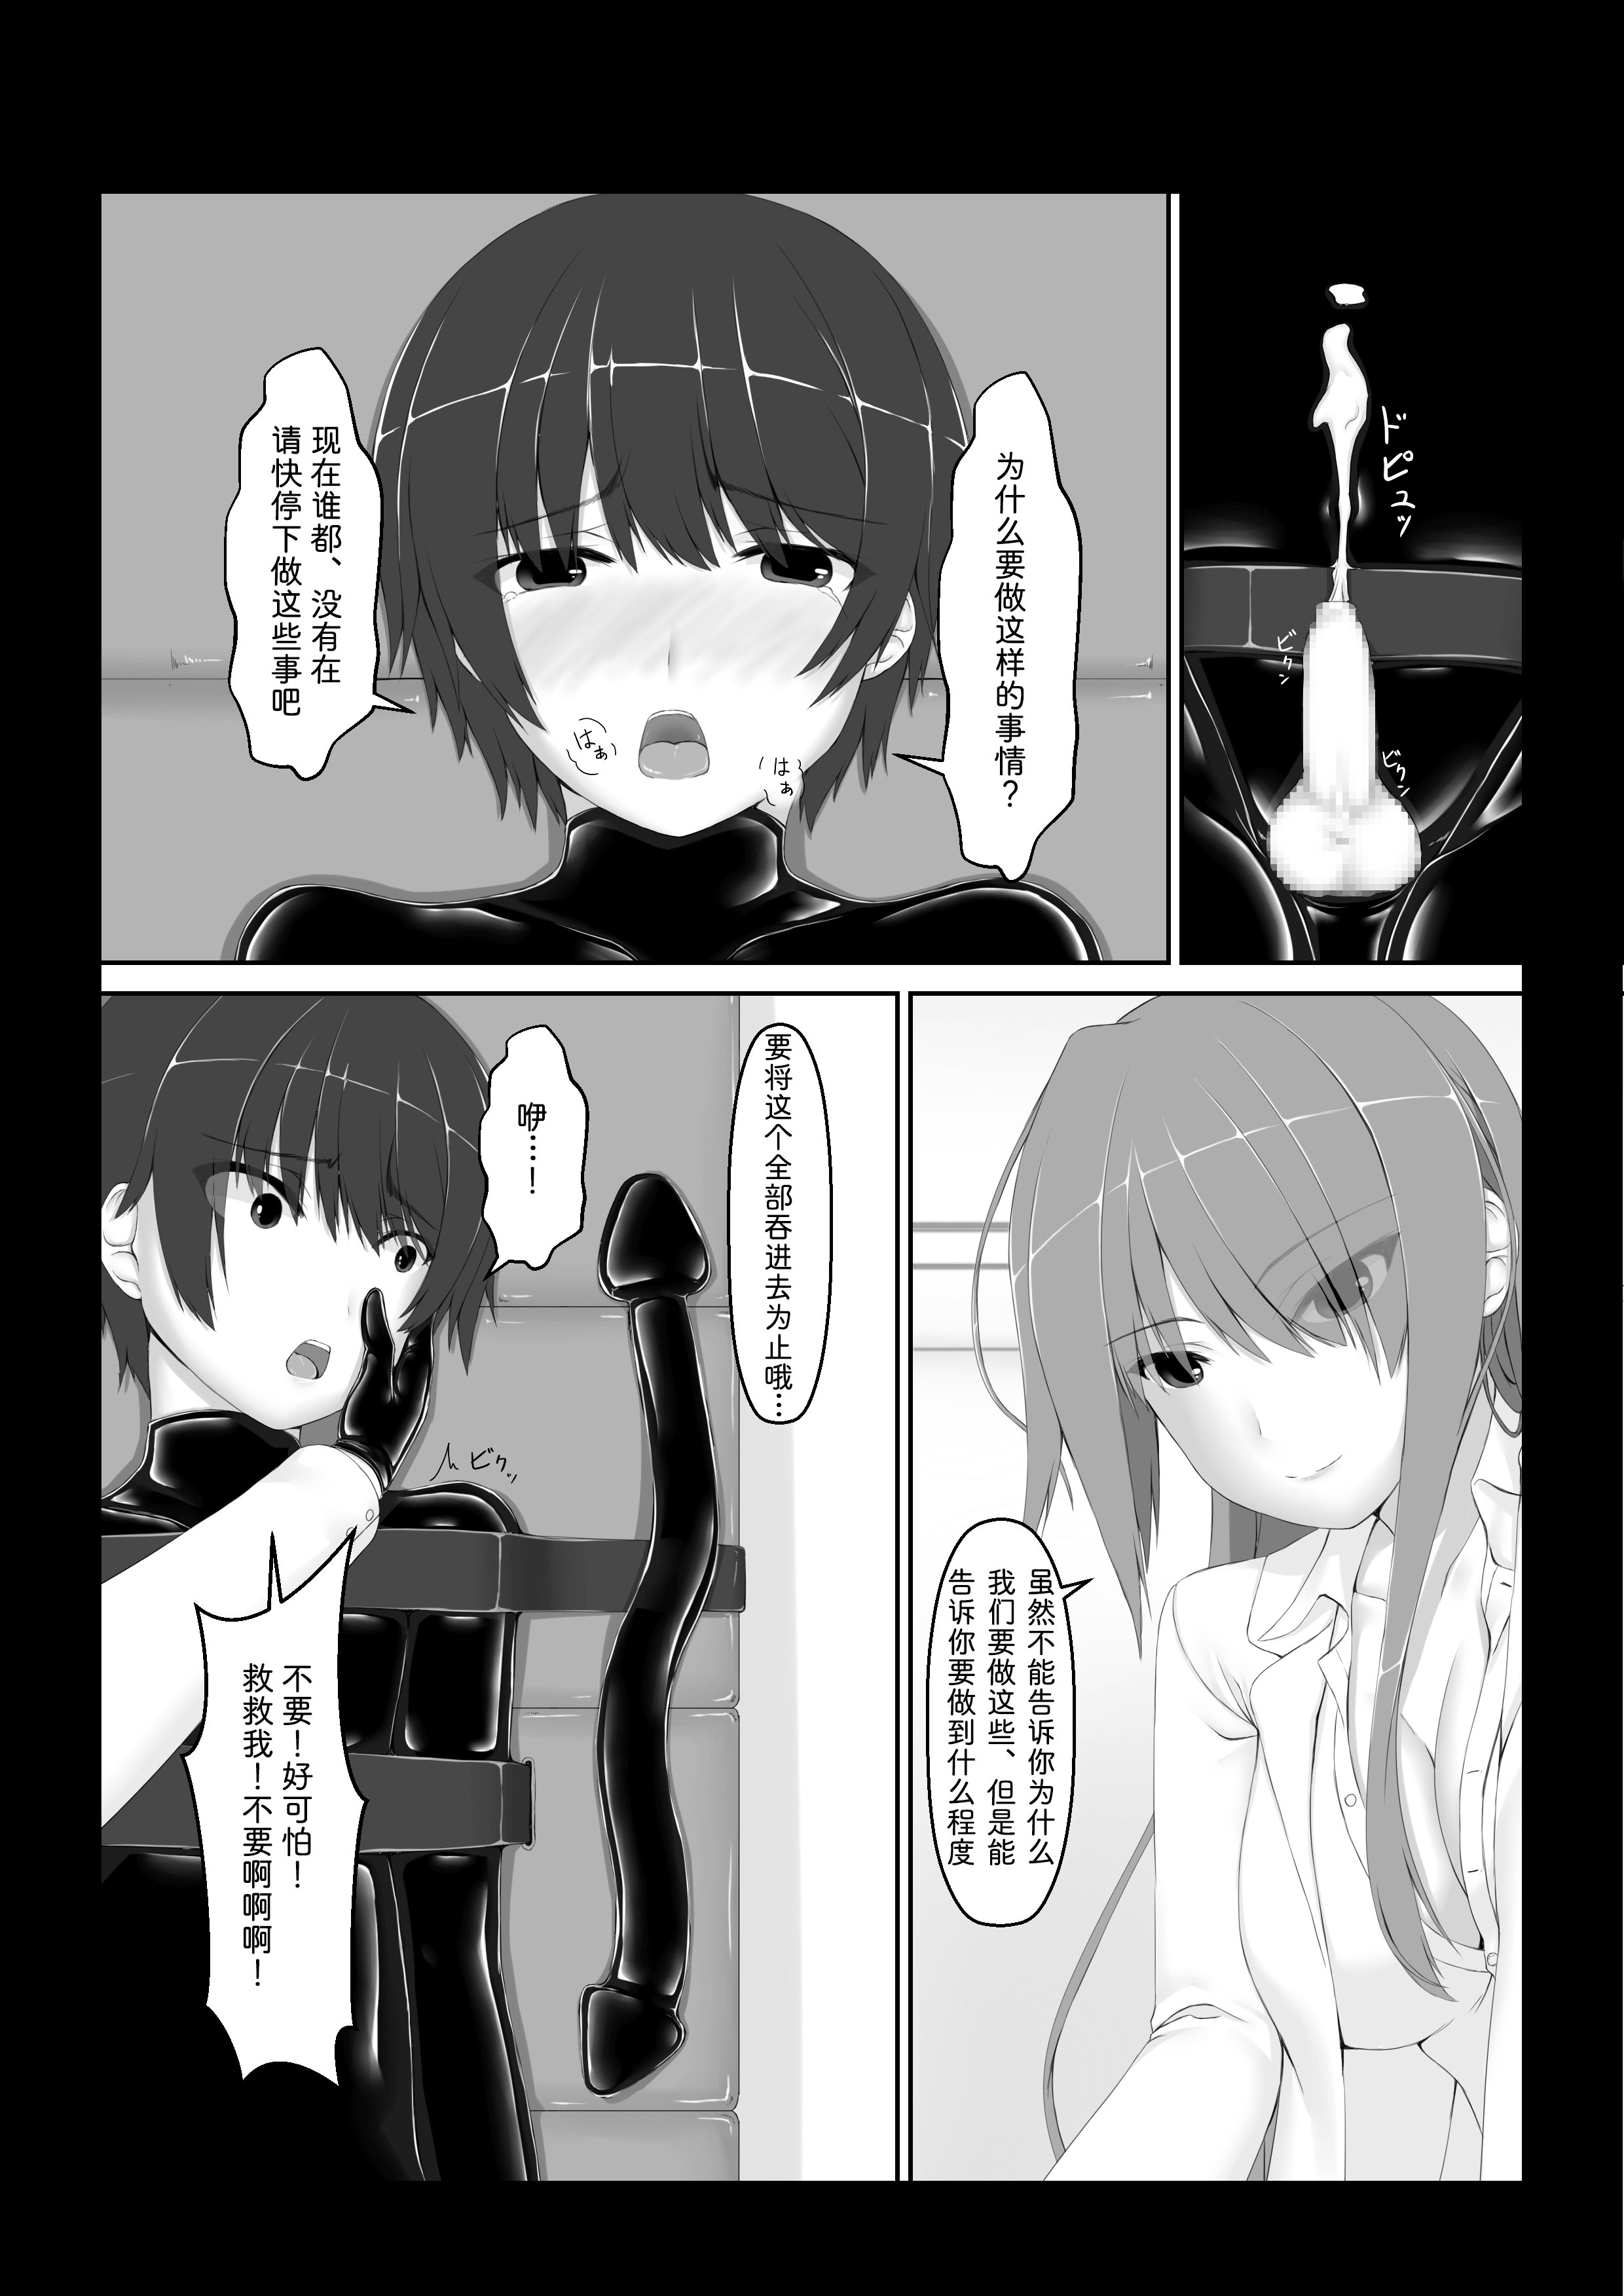 ドピュッ
ビクン
ビクン
为什么要做这样的事情？
はぁ
はぁ
现在谁都、没有在
请快停下做这些事吧
虽然不能告诉你为什么
我们要做这些、但是能
告诉你要做到什么程度
要将这个全部吞进去为止哦…
咿…！
ビクッ
不要！好可怕！
救救我！不要啊啊啊！